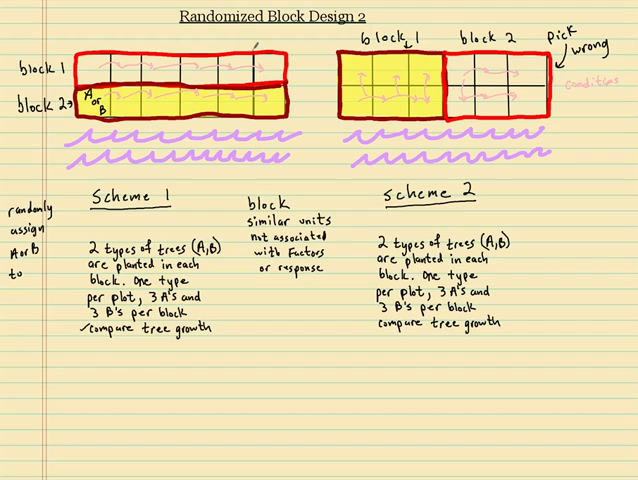 Randomized Block Design 2
block 1
block 2
A
or
B
block 1
block 2
pick
wrong
conditions
Scheme 1
block
scheme 2
randomly
assign
A or B
to
similar units
not associated
with Factors
or response
2 types of trees (A,B)
are planted in each
block. One type
per plot, 3 A's and
3 B's per block
✓compare tree growth
2 types of trees (A,B)
are planted in each
block. One type
per plot, 3 A's and
3 B's per block
compare tree growth